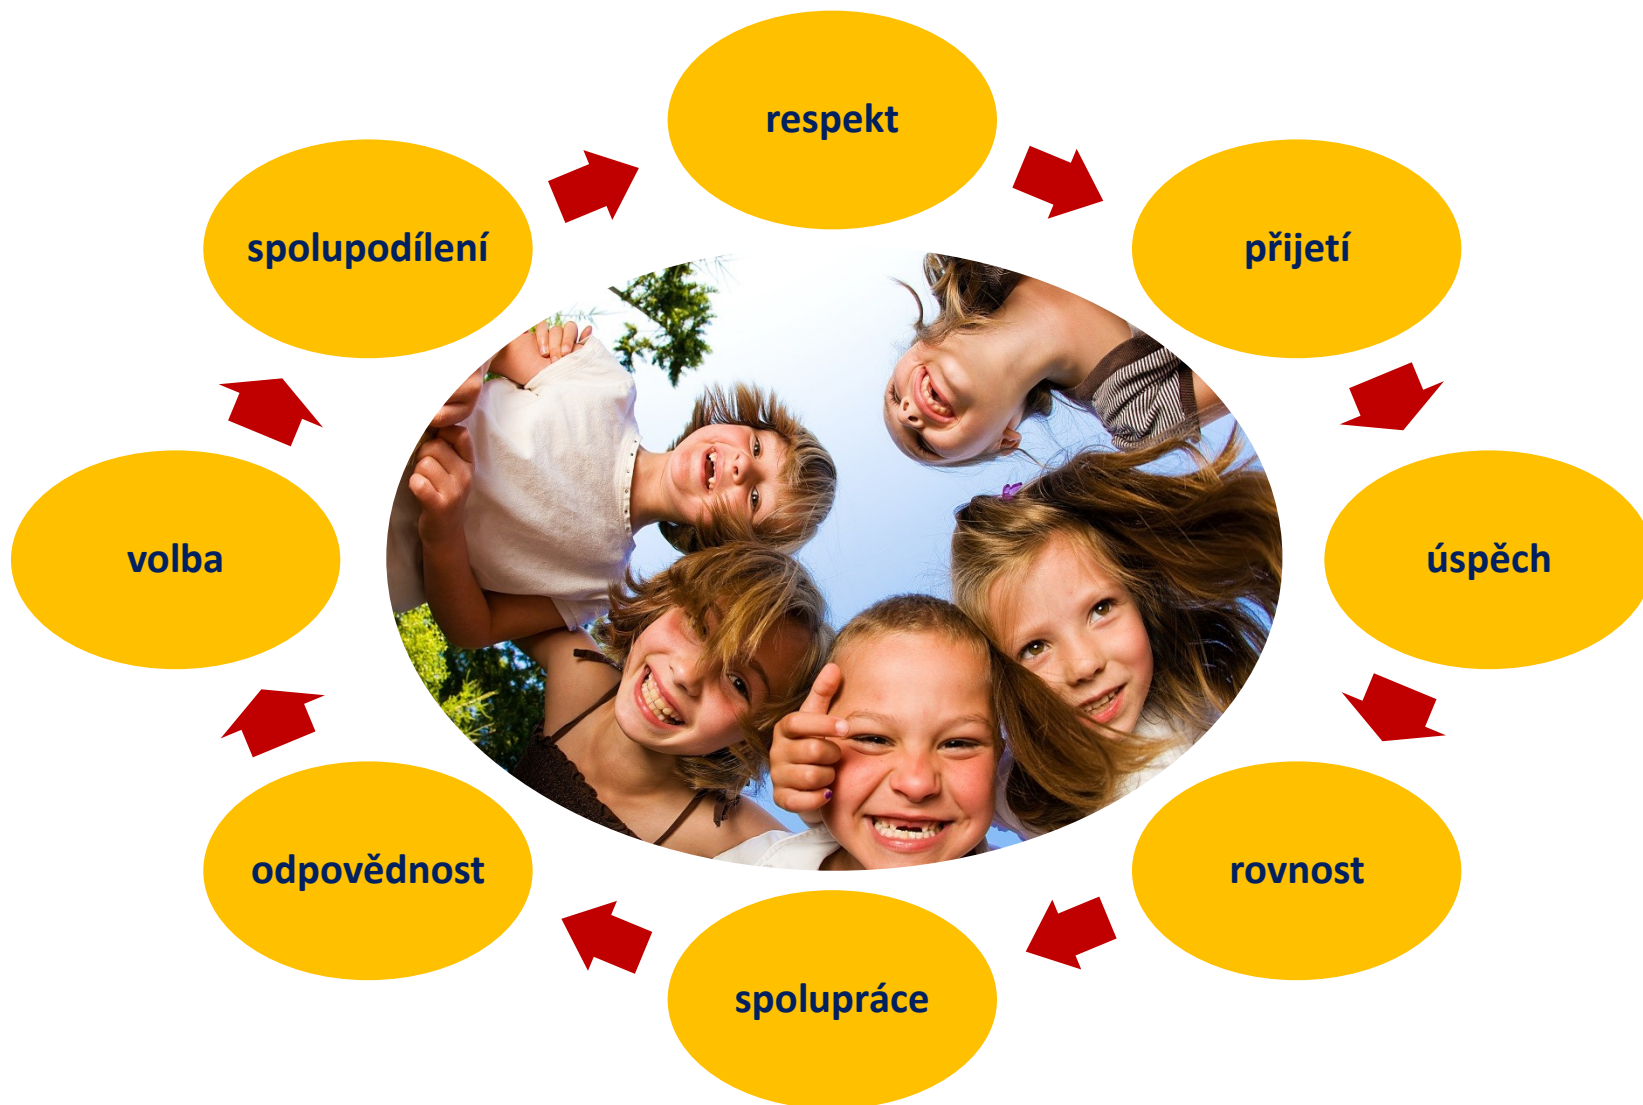 respekt
přijetí
úspěch
rovnost
spolupráce
odpovědnost
volba
spolupodílení